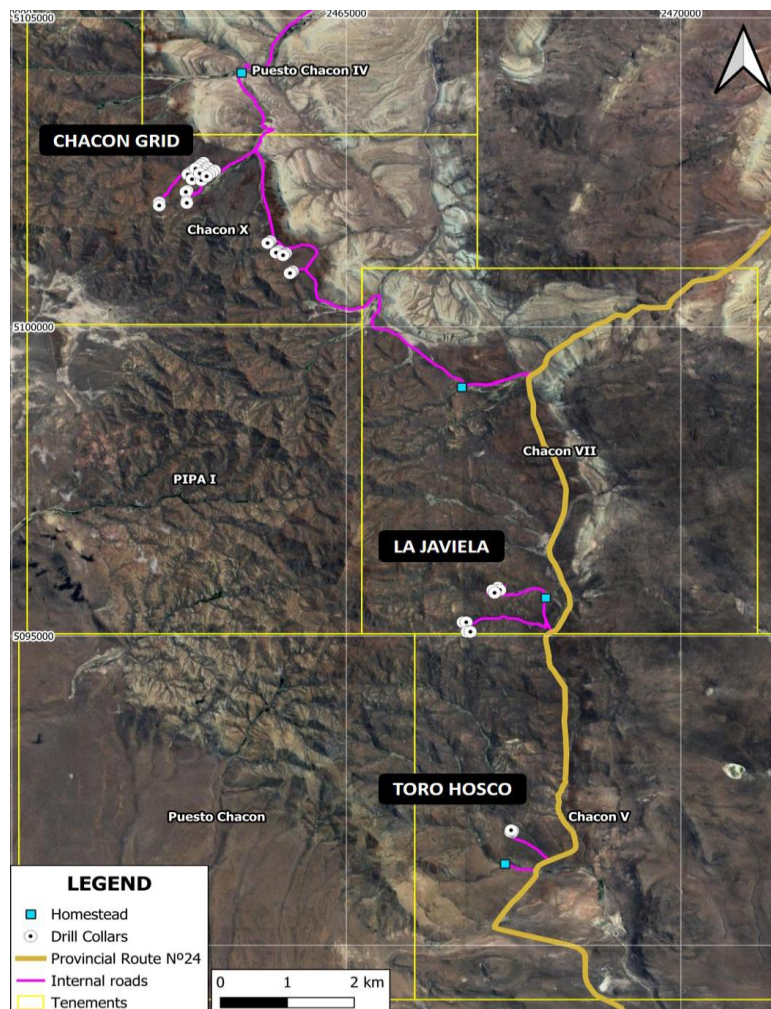 5105000
2465000
2470000
Puesto Chacon IV
CHACON GRID
Chacon X
5100000
Chacon VII
PIPA I
LA JAVIELA
5095000
TORO HOSCO
Puesto Chacon
Chacon V
LEGEND
Homestead
Drill Collars
Provincial Route Nº24
Internal roads
Tenements
0 1 2 km